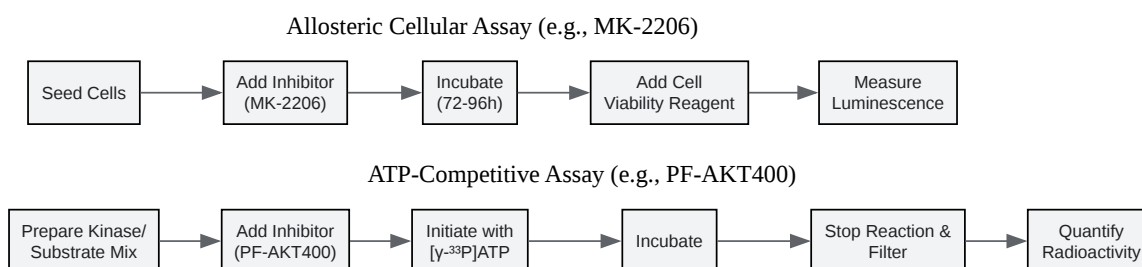 Allosteric Cellular Assay (e.g., MK-2206)
Seed Cells
Add Inhibitor
(MK-2206)
Incubate
(72-96h)
Add Cell
Viability Reagent
Measure
Luminescence
ATP-Competitive Assay (e.g., PF-AKT400)
Prepare Kinase/
Substrate Mix
Add Inhibitor
(PF-AKT400)
Initiate with
[γ-³³P]ATP
Incubate
Stop Reaction &
Filter
Quantify
Radioactivity